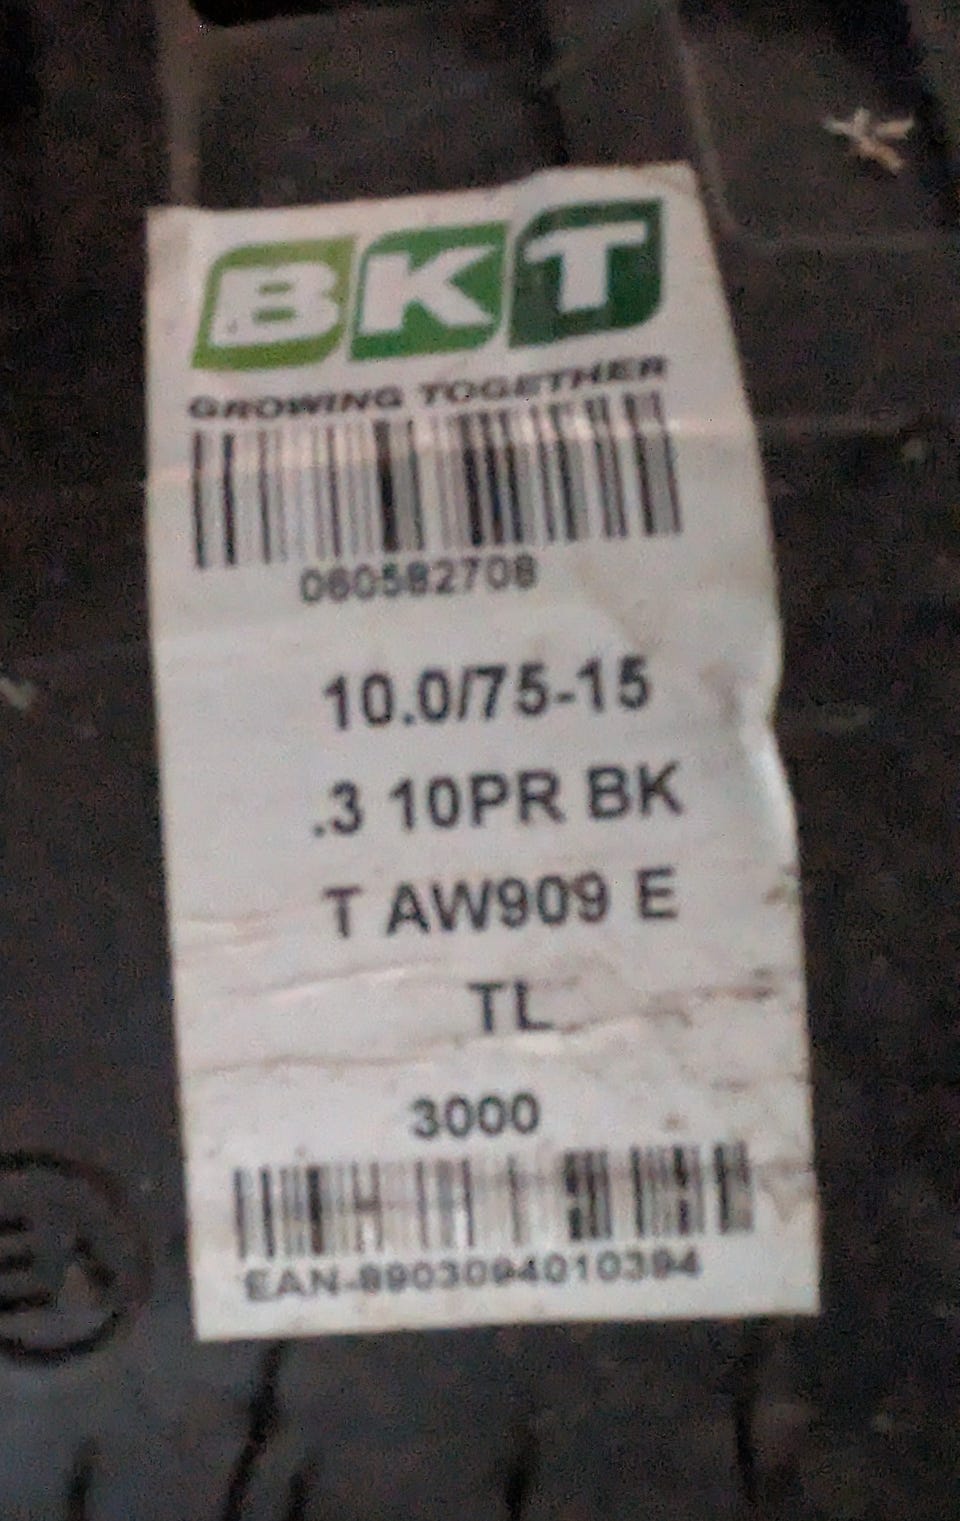 BKT
GROWING TOGETHER
060582708
10.0/75-15
.3 10PR BK
T AW909 E
TL
3000
EAN-8903094010394